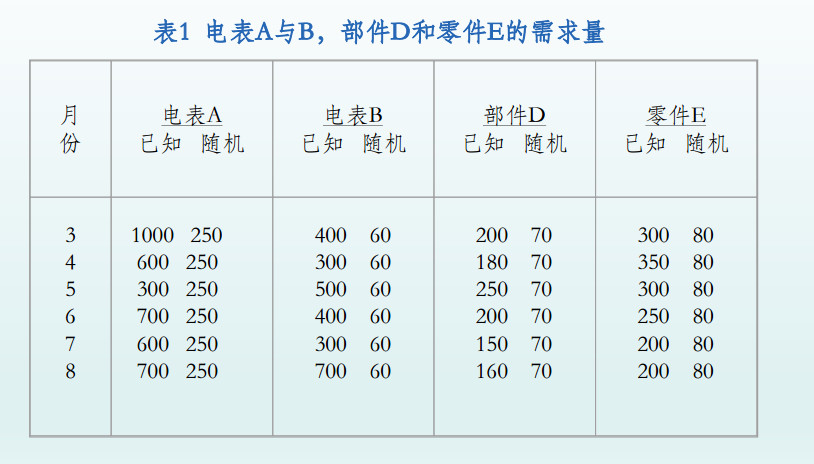 表1 电表A与B，部件D和零件E的需求量
月份 电表A 电表B 部件D 零件E
已知 随机 已知 随机 已知 随机 已知 随机
3 1000 250 400 60 200 70 300 80
4 600 250 300 60 180 70 350 80
5 300 250 500 60 250 70 300 80
6 700 250 400 60 200 70 250 80
7 600 250 300 60 150 70 200 80
8 700 250 700 60 160 70 200 80